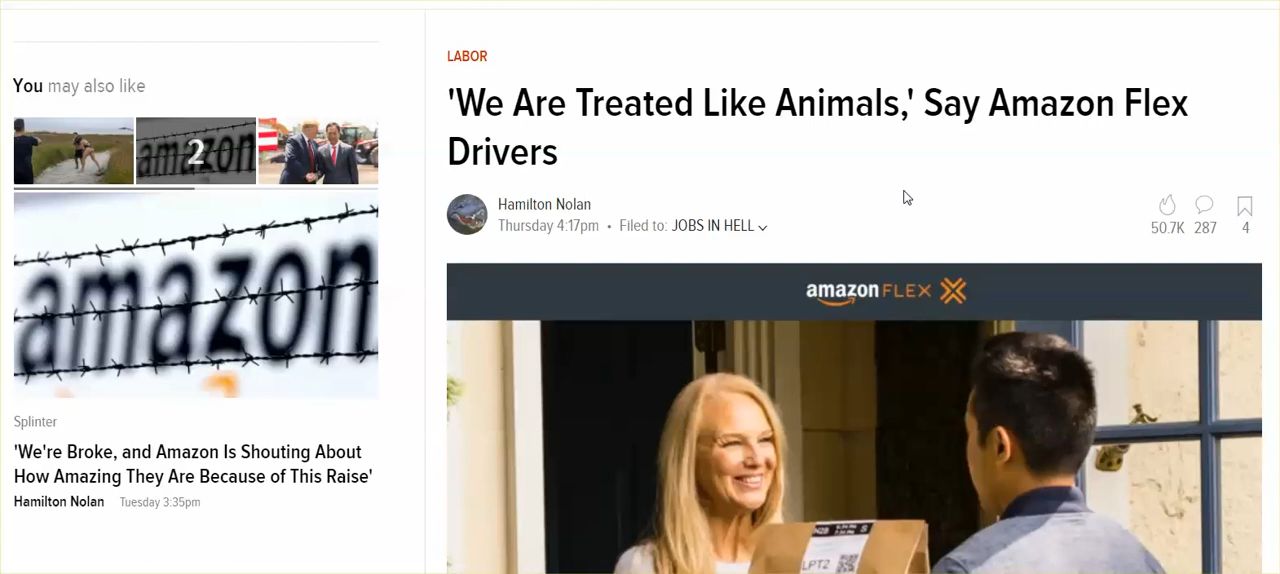 You may also like
amazon
2
amazon
Splinter
'We're Broke, and Amazon Is Shouting About
How Amazing They Are Because of This Raise'
Hamilton Nolan Tuesday 3:35pm
LABOR
'We Are Treated Like Animals,' Say Amazon Flex
Drivers
Hamilton Nolan
Thursday 4:17pm • Filed to: JOBS IN HELL
50.7K 287 4
amazon FLEX
LPT2